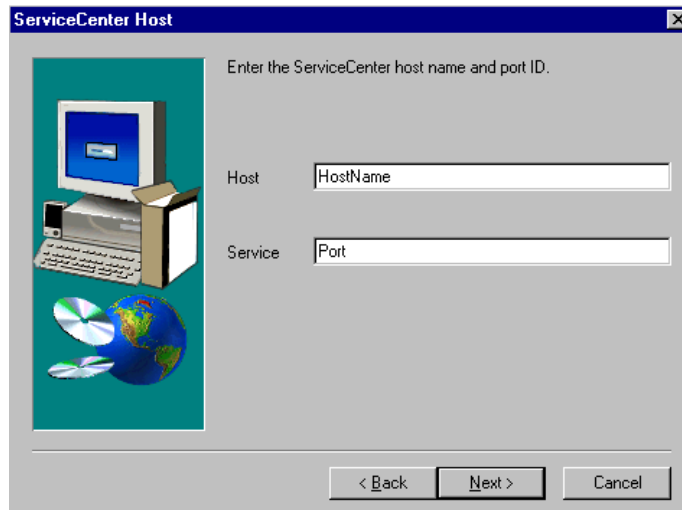 ServiceCenter Host
Enter the ServiceCenter host name and port ID.
Host HostName
Service Port
< Back Next > Cancel